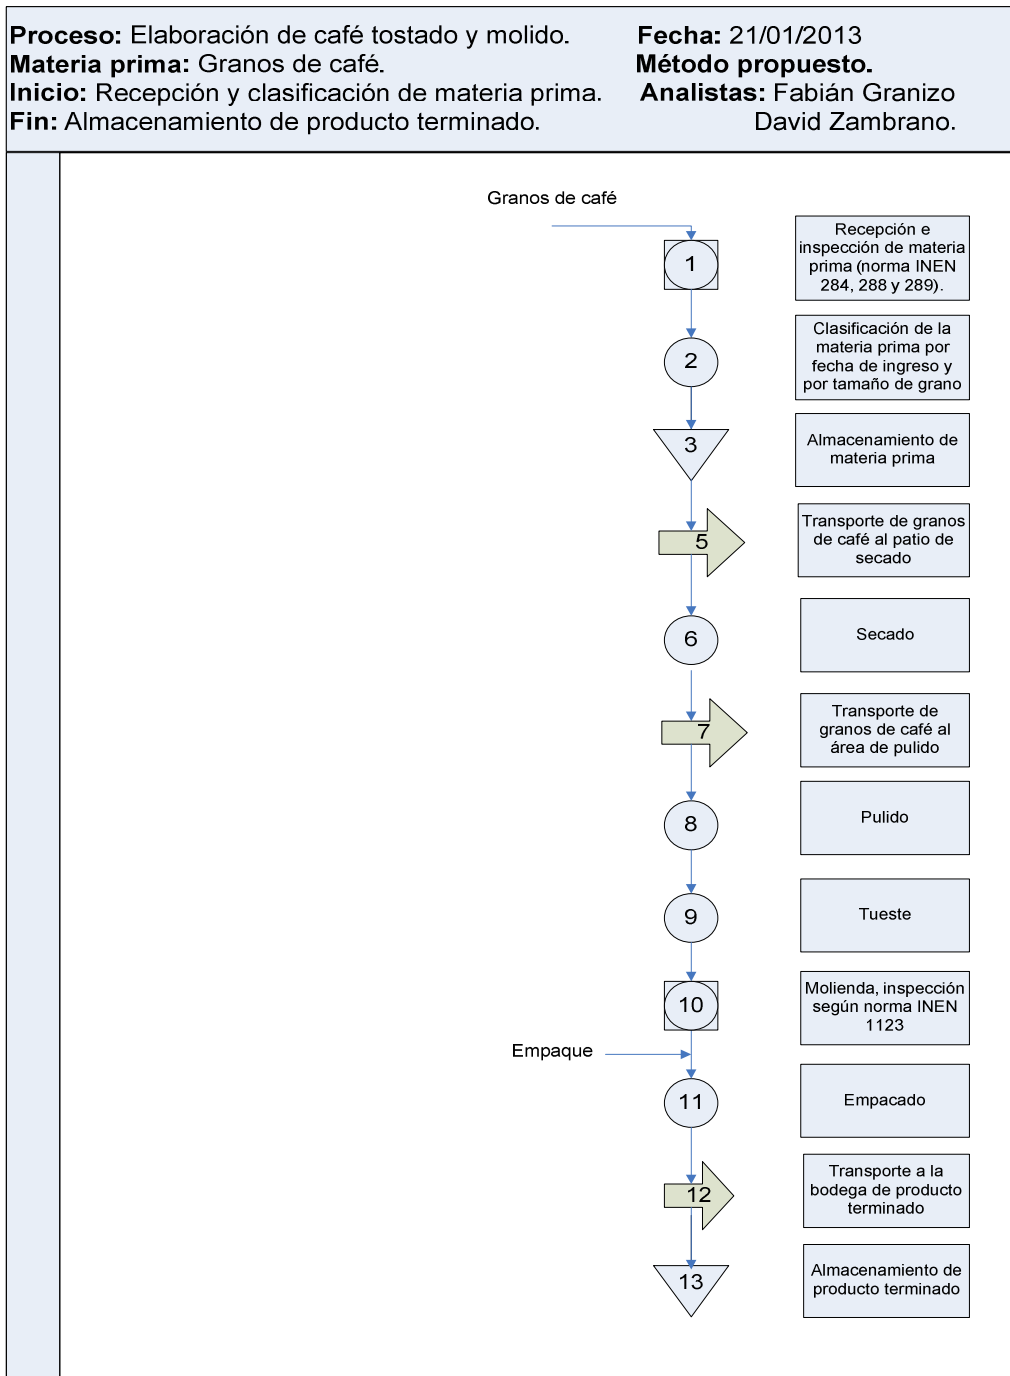 Proceso: Elaboración de café tostado y molido. Fecha: 21/01/2013
Materia prima: Granos de café. Método propuesto.
Inicio: Recepción y clasificación de materia prima. Analistas: Fabián Granizo
Fin: Almacenamiento de producto terminado. David Zambrano.
Granos de café
1
Recepción e
inspección de materia
prima (norma INEN
284, 288 y 289).
2
Clasificación de la
materia prima por
fecha de ingreso y
por tamaño de grano
3
Almacenamiento de
materia prima
5
Transporte de granos
de café al patio de
secado
6
Secado
7
Transporte de
granos de café al
área de pulido
8
Pulido
9
Tueste
10
Molienda, inspección
según norma INEN
1123
Empaque
11
Empacado
12
Transporte a la
bodega de producto
terminado
13
Almacenamiento de
producto terminado